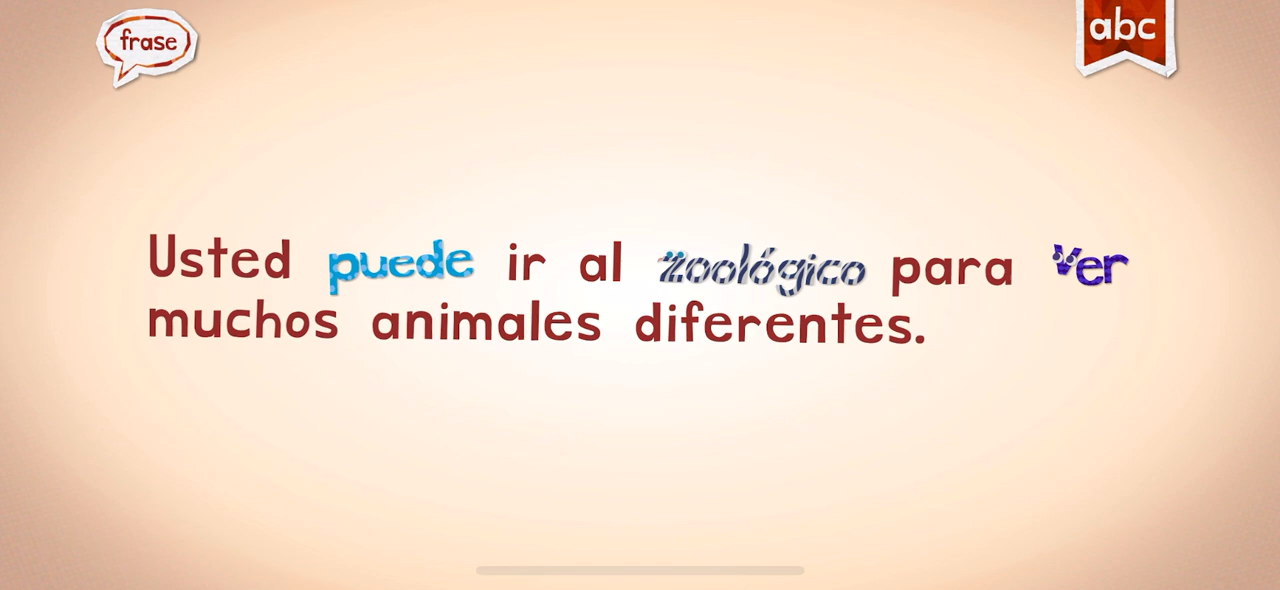 frase
abc
Usted puede ir al zoológico para ver
muchos animales diferentes.